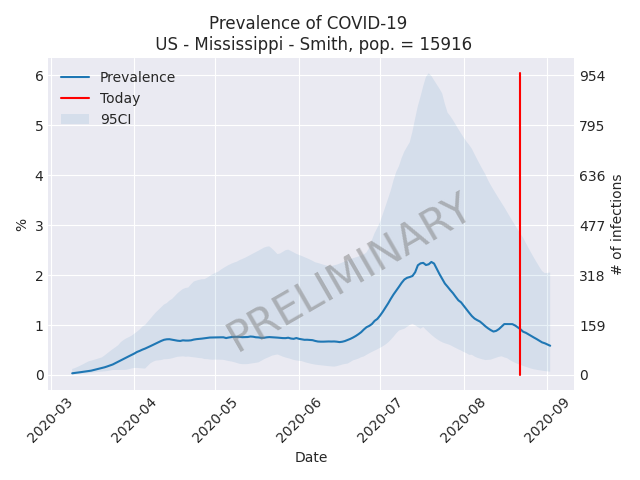 Prevalence of COVID-19
US - Mississippi - Smith, pop. = 15916
Prevalence
Today
95CI
PRELIMINARY
%
6
5
4
3
2
1
0
954
795
636
477
318
159
0
# of infections
2020-03
2020-04
2020-05
2020-06
2020-07
2020-08
2020-09
Date